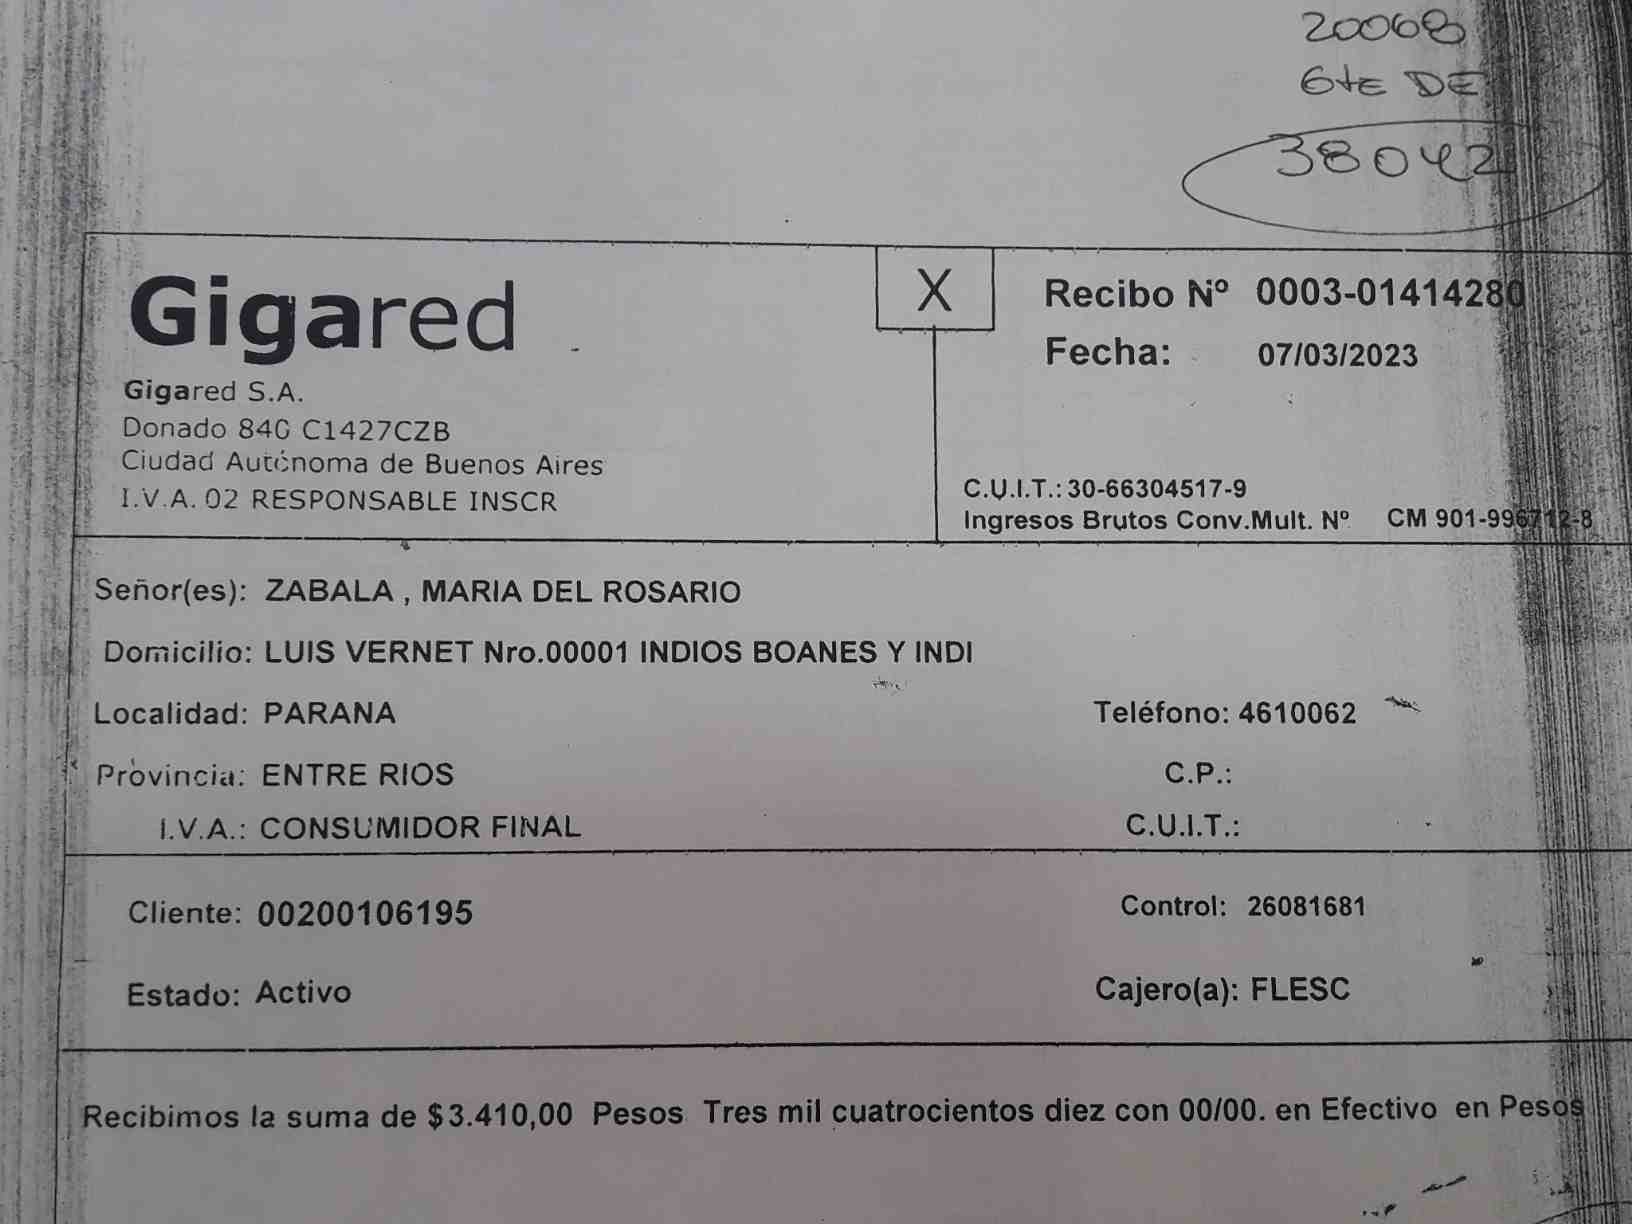 20068
6te DE
38042
Gigared
X
Recibo Nº 0003-01414280
Fecha: 07/03/2023
Gigared S.A.
Donado 840 C1427CZB
Ciudad Autónoma de Buenos Aires
I.V.A. 02 RESPONSABLE INSCR
C.U.I.T.: 30-66304517-9
Ingresos Brutos Conv.Mult. Nº CM 901-996712-8
Señor(es): ZABALA , MARIA DEL ROSARIO
Domicilio: LUIS VERNET Nro.00001 INDIOS BOANES Y INDI
Localidad: PARANA Teléfono: 4610062
Provincia: ENTRE RIOS C.P.:
I.V.A.: CONSUMIDOR FINAL C.U.I.T.:
Cliente: 00200106195 Control: 26081681
Estado: Activo Cajero(a): FLESC
Recibimos la suma de $3.410,00 Pesos Tres mil cuatrocientos diez con 00/00. en Efectivo en Pesos